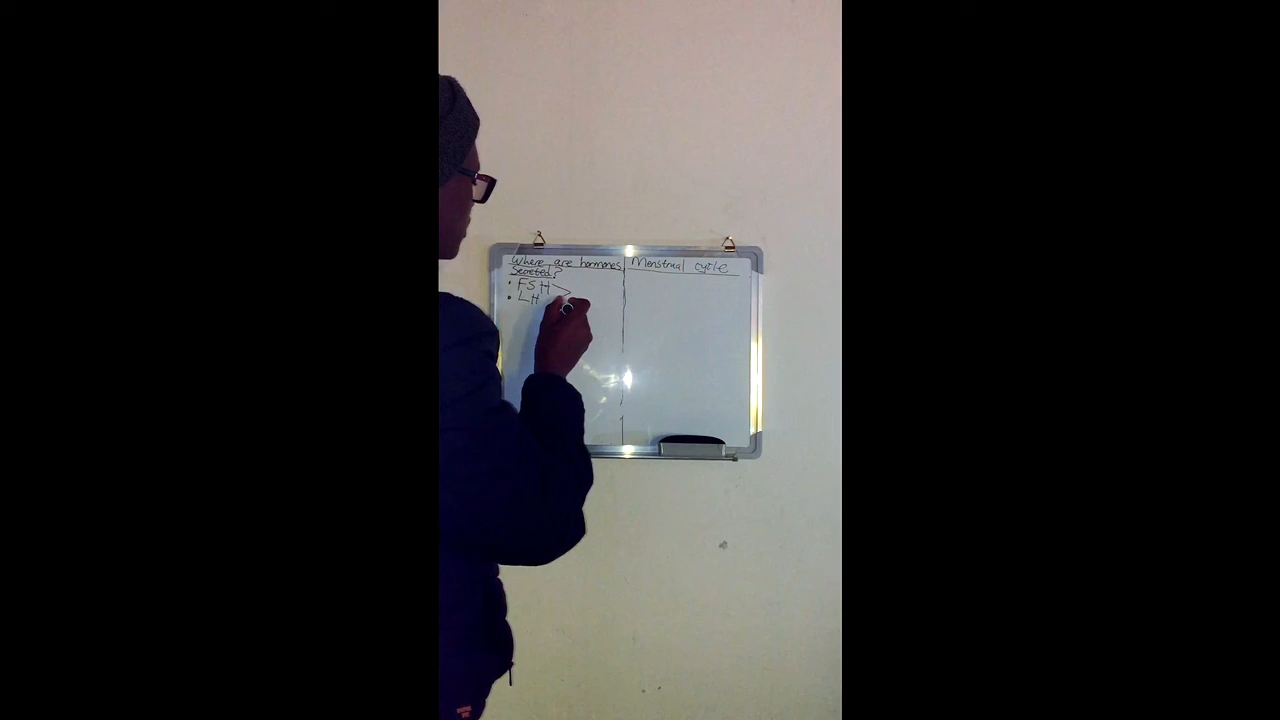 Where are hormones
Secreted?
• FSH
• LH
Menstrual cycle